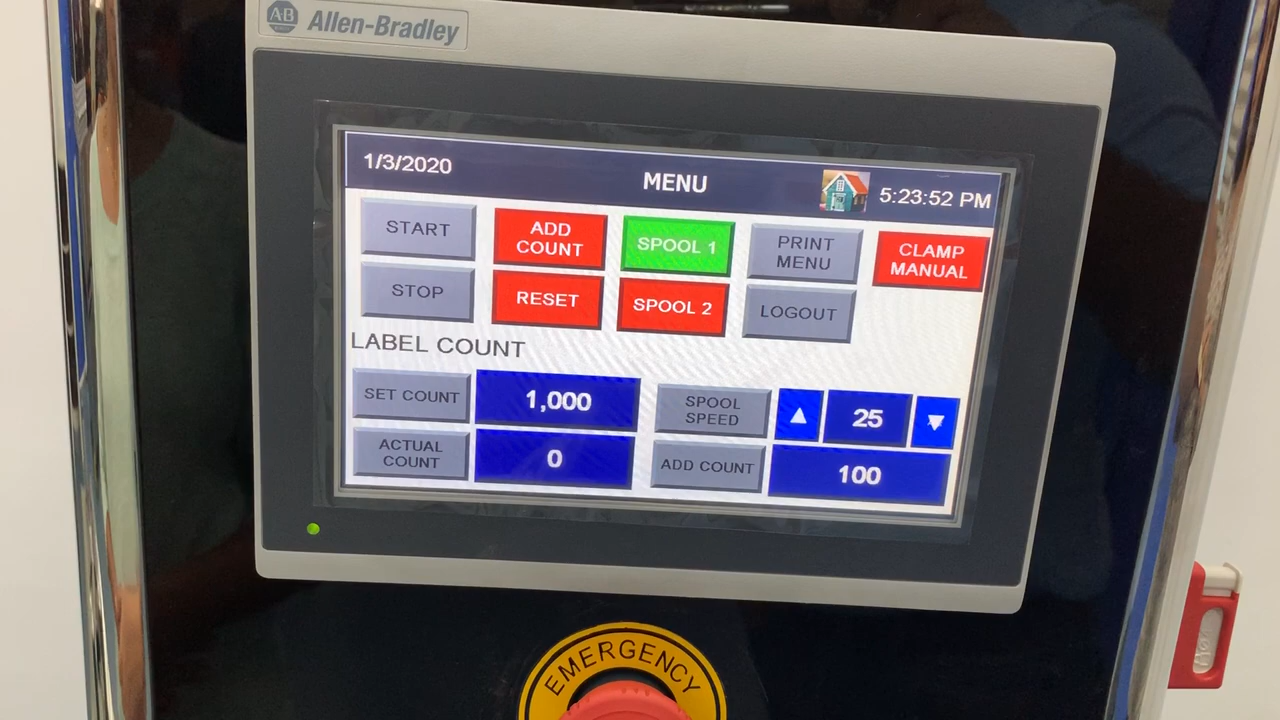 AB Allen-Bradley
1/3/2020
MENU
5:23:52 PM
START
ADD
COUNT
SPOOL 1
PRINT
MENU
CLAMP
MANUAL
STOP
RESET
SPOOL 2
LOGOUT
LABEL COUNT
SET COUNT
1,000
SPOOL
SPEED
▲
25
▼
ACTUAL
COUNT
0
ADD COUNT
100
EMERGENCY